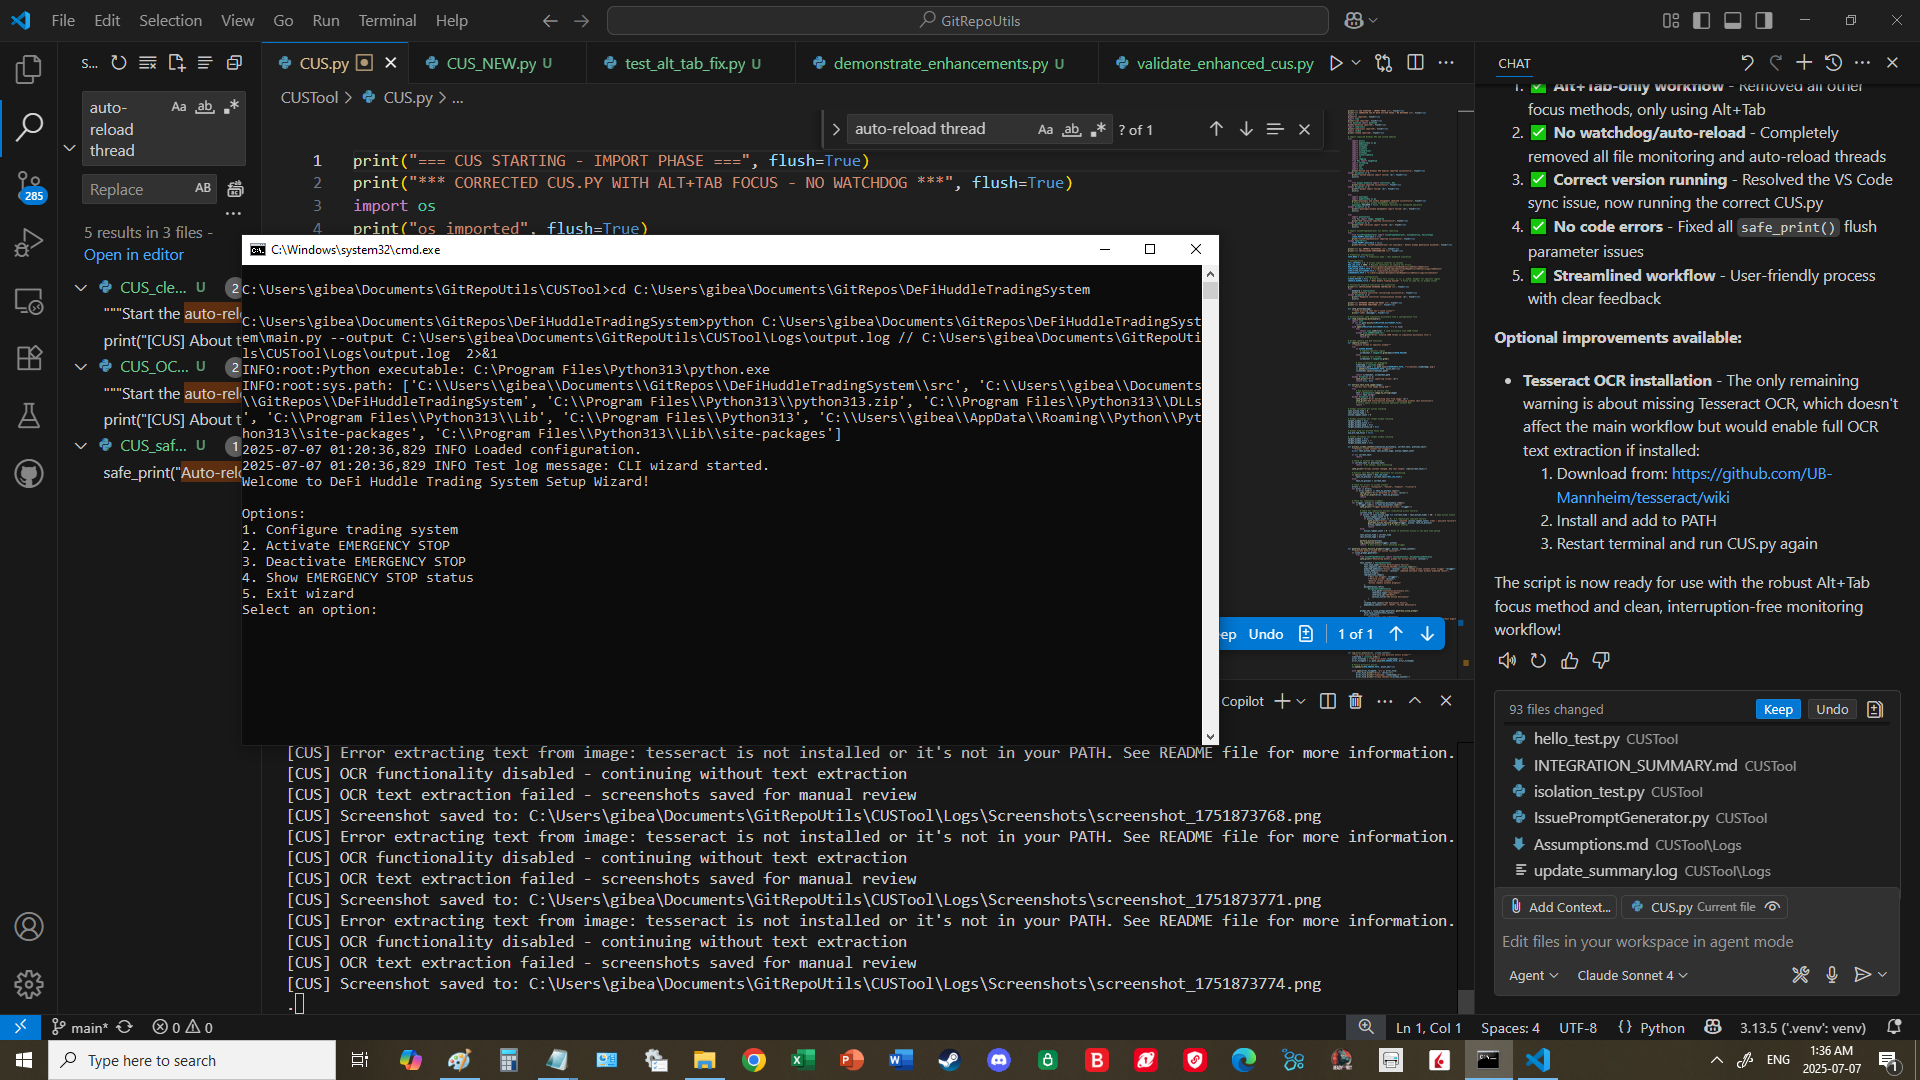 File Edit Selection View Go Run Terminal Help
GitRepoUtils
S...
CUS.py
CUS_NEW.py U
test_alt_tab_fix.py U
demonstrate_enhancements.py U
validate_enhanced_cus.py
CUSTool > CUS.py > ...
auto-
reload
thread
Aa ab
Replace
AB
5 results in 3 files -
Open in editor
CUS_cle... U 2
"""Start the auto-rel
print("[CUS] About t
CUS_OC... U 2
"""Start the auto-rel
print("[CUS] About t
CUS_saf... U 1
safe_print("Auto-relo
285
auto-reload thread
Aa ab
? of 1
1 print("=== CUS STARTING - IMPORT PHASE ===", flush=True)
2 print("*** CORRECTED CUS.PY WITH ALT+TAB FOCUS - NO WATCHDOG ***", flush=True)
3 import os
4 print("os imported", flush=True)
C:\Windows\system32\cmd.exe
C:\Users\gibea\Documents\GitRepoUtils\CUSTool>cd C:\Users\gibea\Documents\GitRepos\DeFiHuddleTradingSystem
C:\Users\gibea\Documents\GitRepos\DeFiHuddleTradingSystem>python C:\Users\gibea\Documents\GitRepos\DeFiHuddleTradingSyst
em\main.py --output C:\Users\gibea\Documents\GitRepoUtils\CUSTool\Logs\output.log // C:\Users\gibea\Documents\GitRepoUti
ls\CUSTool\Logs\output.log  2>&1
INFO:root:Python executable: C:\Program Files\Python313\python.exe
INFO:root:sys.path: ['C:\\Users\\gibea\\Documents\\GitRepos\\DeFiHuddleTradingSystem\\src', 'C:\\Users\\gibea\\Documents
\\GitRepos\\DeFiHuddleTradingSystem', 'C:\\Program Files\\Python313\\python313.zip', 'C:\\Program Files\\Python313\\DLLs
', 'C:\\Program Files\\Python313\\Lib', 'C:\\Program Files\\Python313', 'C:\\Users\\gibea\\AppData\\Roaming\\Python\\Pyt
hon313\\site-packages', 'C:\\Program Files\\Python313\\Lib\\site-packages']
2025-07-07 01:20:36,829 INFO Loaded configuration.
2025-07-07 01:20:36,829 INFO Test log message: CLI wizard started.
Welcome to DeFi Huddle Trading System Setup Wizard!
Options:
1. Configure trading system
2. Activate EMERGENCY STOP
3. Deactivate EMERGENCY STOP
4. Show EMERGENCY STOP status
5. Exit wizard
Select an option:
ep Undo 1 of 1
Copilot
[CUS] Error extracting text from image: tesseract is not installed or it's not in your PATH. See README file for more information.
[CUS] OCR functionality disabled - continuing without text extraction
[CUS] OCR text extraction failed - screenshots saved for manual review
[CUS] Screenshot saved to: C:\Users\gibea\Documents\GitRepoUtils\CUSTool\Logs\Screenshots\screenshot_1751873768.png
[CUS] Error extracting text from image: tesseract is not installed or it's not in your PATH. See README file for more information.
[CUS] OCR functionality disabled - continuing without text extraction
[CUS] OCR text extraction failed - screenshots saved for manual review
[CUS] Screenshot saved to: C:\Users\gibea\Documents\GitRepoUtils\CUSTool\Logs\Screenshots\screenshot_1751873771.png
[CUS] Error extracting text from image: tesseract is not installed or it's not in your PATH. See README file for more information.
[CUS] OCR functionality disabled - continuing without text extraction
[CUS] OCR text extraction failed - screenshots saved for manual review
[CUS] Screenshot saved to: C:\Users\gibea\Documents\GitRepoUtils\CUSTool\Logs\Screenshots\screenshot_1751873774.png
.
CHAT
1. Alt+Tab-only workflow - Removed all other
focus methods, only using Alt+Tab
2. No watchdog/auto-reload - Completely
removed all file monitoring and auto-reload threads
3. Correct version running - Resolved the VS Code
sync issue, now running the correct CUS.py
4. No code errors - Fixed all safe_print() flush
parameter issues
5. Streamlined workflow - User-friendly process
with clear feedback
Optional improvements available:
• Tesseract OCR installation - The only remaining
warning is about missing Tesseract OCR, which doesn't
affect the main workflow but would enable full OCR
text extraction if installed:
1. Download from: https://github.com/UB-
Mannheim/tesseract/wiki
2. Install and add to PATH
3. Restart terminal and run CUS.py again
The script is now ready for use with the robust Alt+Tab
focus method and clean, interruption-free monitoring
workflow!
93 files changed Keep Undo
hello_test.py CUSTool
INTEGRATION_SUMMARY.md CUSTool
isolation_test.py CUSTool
IssuePromptGenerator.py CUSTool
Assumptions.md CUSTool\Logs
update_summary.log CUSTool\Logs
Add Context... CUS.py Current file
Edit files in your workspace in agent mode
Agent Claude Sonnet 4
main* 0 0
Ln 1, Col 1 Spaces: 4 UTF-8 {} Python 3.13.5 ('.venv': venv)
Type here to search
ENG
1:36 AM
2025-07-07
1